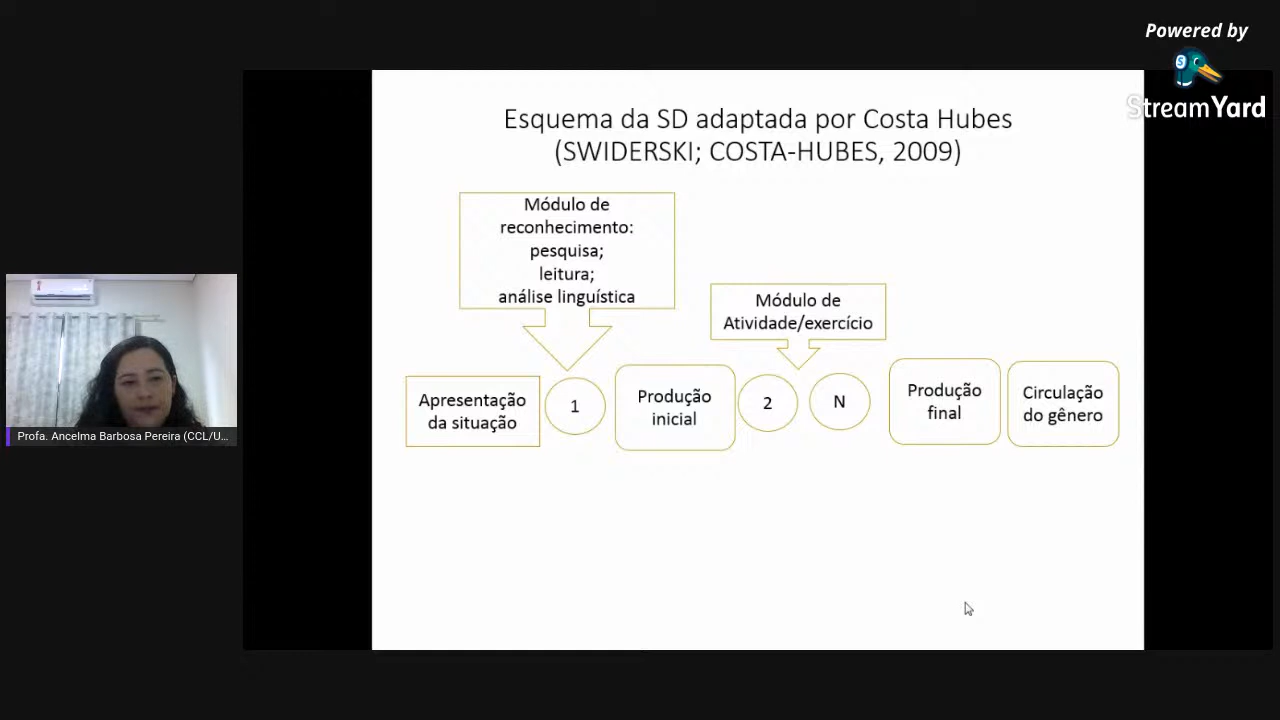 Powered by
StreamYard
Esquema da SD adaptada por Costa Hubes
(SWIDERSKI; COSTA-HUBES, 2009)
Módulo de
reconhecimento:
pesquisa;
leitura;
análise linguística
Módulo de
Atividade/exercício
Apresentação
da situação
1
Produção
inicial
2
N
Produção
final
Circulação
do gênero
Profa. Ancelma Barbosa Pereira (CCL/U...